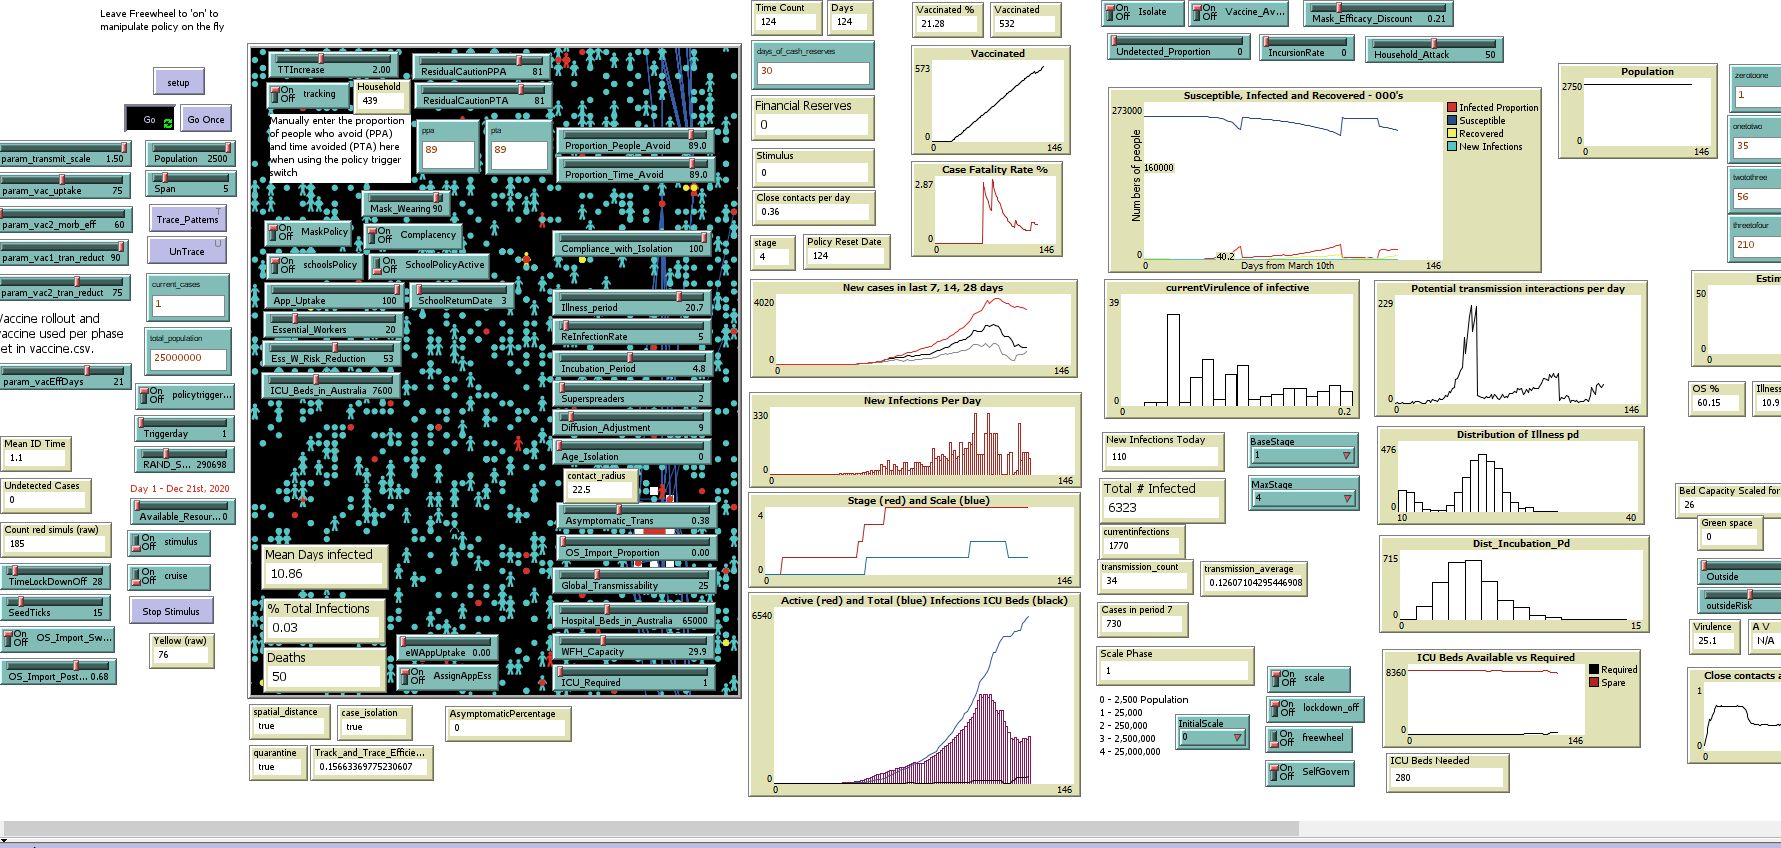 Leave Freewheel to 'on' to
manipulate policy on the fly
setup
Go
Go Once
param_transmit_scale 1.50
Population 2500
param_vac_uptake 75
Span 5
param_vac2_morb_eff 60
Trace_Patterns T
param_vac1_tran_reduct 90
UnTrace U
param_vac2_tran_reduct 75
current_cases
1
accine rollout and
accine used per phase
et in vaccine.csv.
total_population
25000000
param_vacEffDays 21
On
Off policytrigger...
Triggerday 1
Mean ID Time
1.1
RAND_S... 290698
Undetected Cases
0
Day 1 - Dec 21st, 2020
Available_Resour... 0
Count red simuls (raw)
185
On
Off stimulus
TimeLockDownOff 28
On
Off cruise
SeedTicks 15
Stop Stimulus
On
Off OS_Import_Sw...
Yellow (raw)
76
OS_Import_Post... 0.68
TTIncrease 2.00
ResidualCautionPPA 81
On
Off tracking
Household
439
ResidualCautionPTA 81
Manually enter the proportion
of people who avoid (PPA)
and time avoided (PTA) here
when using the policy trigger
switch
ppa
89
pta
89
Proportion_People_Avoid 89.0
Proportion_Time_Avoid 89.0
Mask_Wearing 90
On
Off MaskPolicy
On
Off Complacency
Compliance_with_Isolation 100
On
Off schoolsPolicy
On
Off SchoolPolicyActive
App_Uptake 100
SchoolReturnDate 3
Illness_period 20.7
Essential_Workers 20
ReInfectionRate 5
Ess_W_Risk_Reduction 53
Incubation_Period 4.8
ICU_Beds_in_Australia 7600
Superspreaders 2
Diffusion_Adjustment 9
Age_Isolation 0
contact_radius
22.5
Asymptomatic_Trans 0.38
OS_Import_Proportion 0.00
Mean Days infected
10.86
Global_Transmissability 25
% Total Infections
0.03
Hospital_Beds_in_Australia 65000
eWAppUptake 0.00
WFH_Capacity 29.9
Deaths
50
On
Off AssignAppEss
ICU_Required 1
spatial_distance
true
case_isolation
true
AsymptomaticPercentage
0
quarantine
true
Track_and_Trace_Efficie...
0.15663369775230607
Time Count
124
Days
124
days_of_cash_reserves
30
Financial Reserves
0
Stimulus
0
Close contacts per day
0.36
stage
4
Policy Reset Date
124
Vaccinated %
21.28
Vaccinated
532
Vaccinated
573
0
0
146
Case Fatality Rate %
2.87
0
0
146
New cases in last 7, 14, 28 days
4020
0
0
146
New Infections Per Day
330
0
0
146
Stage (red) and Scale (blue)
4
0
0
146
Active (red) and Total (blue) Infections ICU Beds (black)
6540
0
0
146
On
Off Isolate
On
Off Vaccine_Av...
Mask_Efficacy_Discount 0.21
Undetected_Proportion 0
IncursionRate 0
Household_Attack 50
Susceptible, Infected and Recovered - 000's
273000
Numbers of people
160000
0
40.2
0
Days from March 10th
146
Infected Proportion
Susceptible
Recovered
New Infections
currentVirulence of infective
39
0
0
0.2
Potential transmission interactions per day
229
0
0
146
New Infections Today
110
BaseStage
1
Total # Infected
6323
MaxStage
4
currentinfections
1770
transmission_count
34
transmission_average
0.12607104295446908
Cases in period 7
730
Scale Phase
1
0 - 2,500 Population
1 - 25,000
2 - 250,000
3 - 2,500,000
4 - 25,000,000
InitialScale
0
On
Off scale
On
Off lockdown_off
On
Off freewheel
On
Off SelfGovern
Distribution of Illness pd
476
0
10
40
Dist_Incubation_Pd
715
0
0
15
ICU Beds Available vs Required
8360
0
0
146
Required
Spare
ICU Beds Needed
280
Population
2750
0
0
146
zerotoone
1
onetotwo
35
twotothree
56
threetofour
210
Estin
50
0
0
OS %
60.15
Illness
10.9
Bed Capacity Scaled for
26
Green space
0
Outside
outsideRisk
Virulence
25.1
A V
N/A
Close contacts a
1
0
0